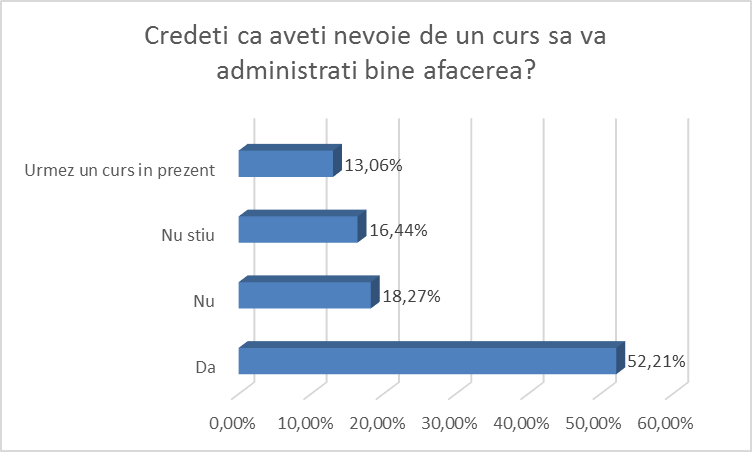 Credeti ca aveti nevoie de un curs sa va
administrati bine afacerea?
Urmez un curs in prezent
13,06%
Nu stiu
16,44%
Nu
18,27%
Da
52,21%
0,00% 10,00% 20,00% 30,00% 40,00% 50,00% 60,00%